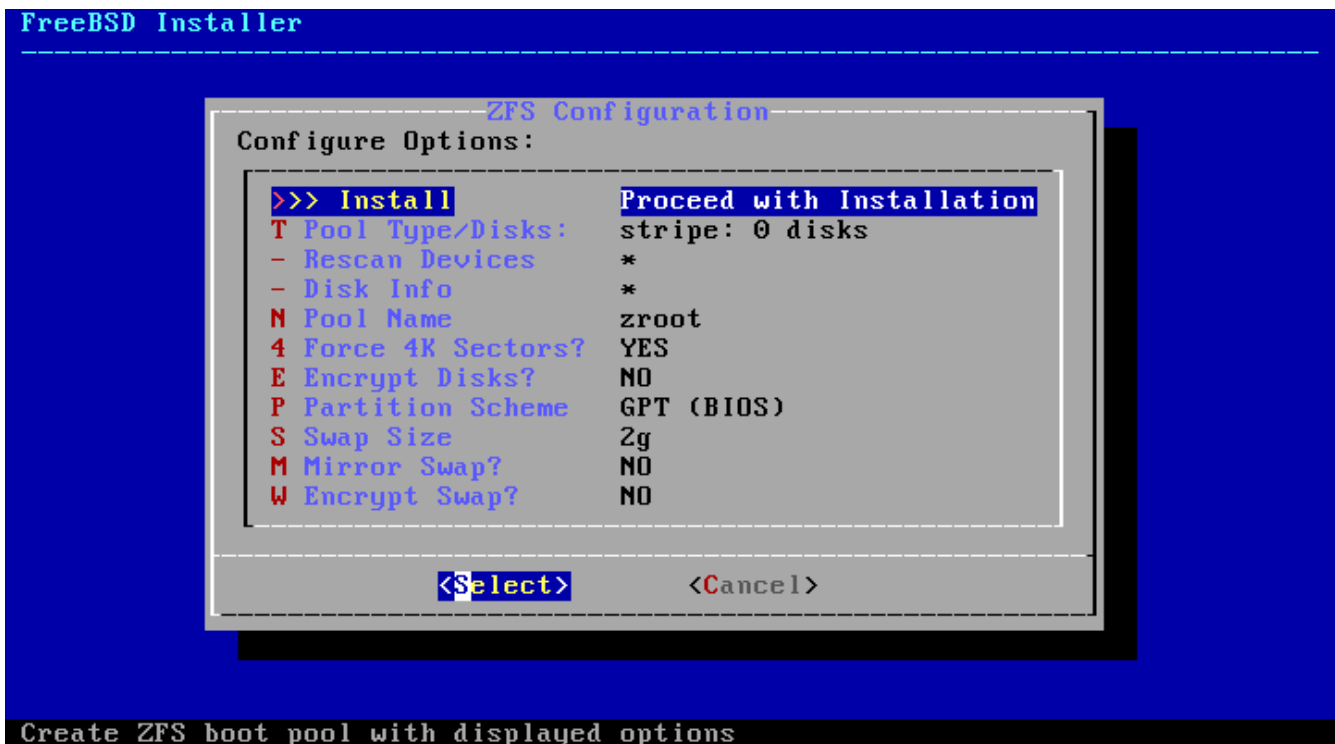 FreeBSD Installer
ZFS Configuration
Configure Options:
>>> Install Proceed with Installation
T Pool Type/Disks: stripe: 0 disks
- Rescan Devices *
- Disk Info *
N Pool Name zroot
4 Force 4K Sectors? YES
E Encrypt Disks? NO
P Partition Scheme GPT (BIOS)
S Swap Size 2g
M Mirror Swap? NO
W Encrypt Swap? NO
<Select> <Cancel>
Create ZFS boot pool with displayed options